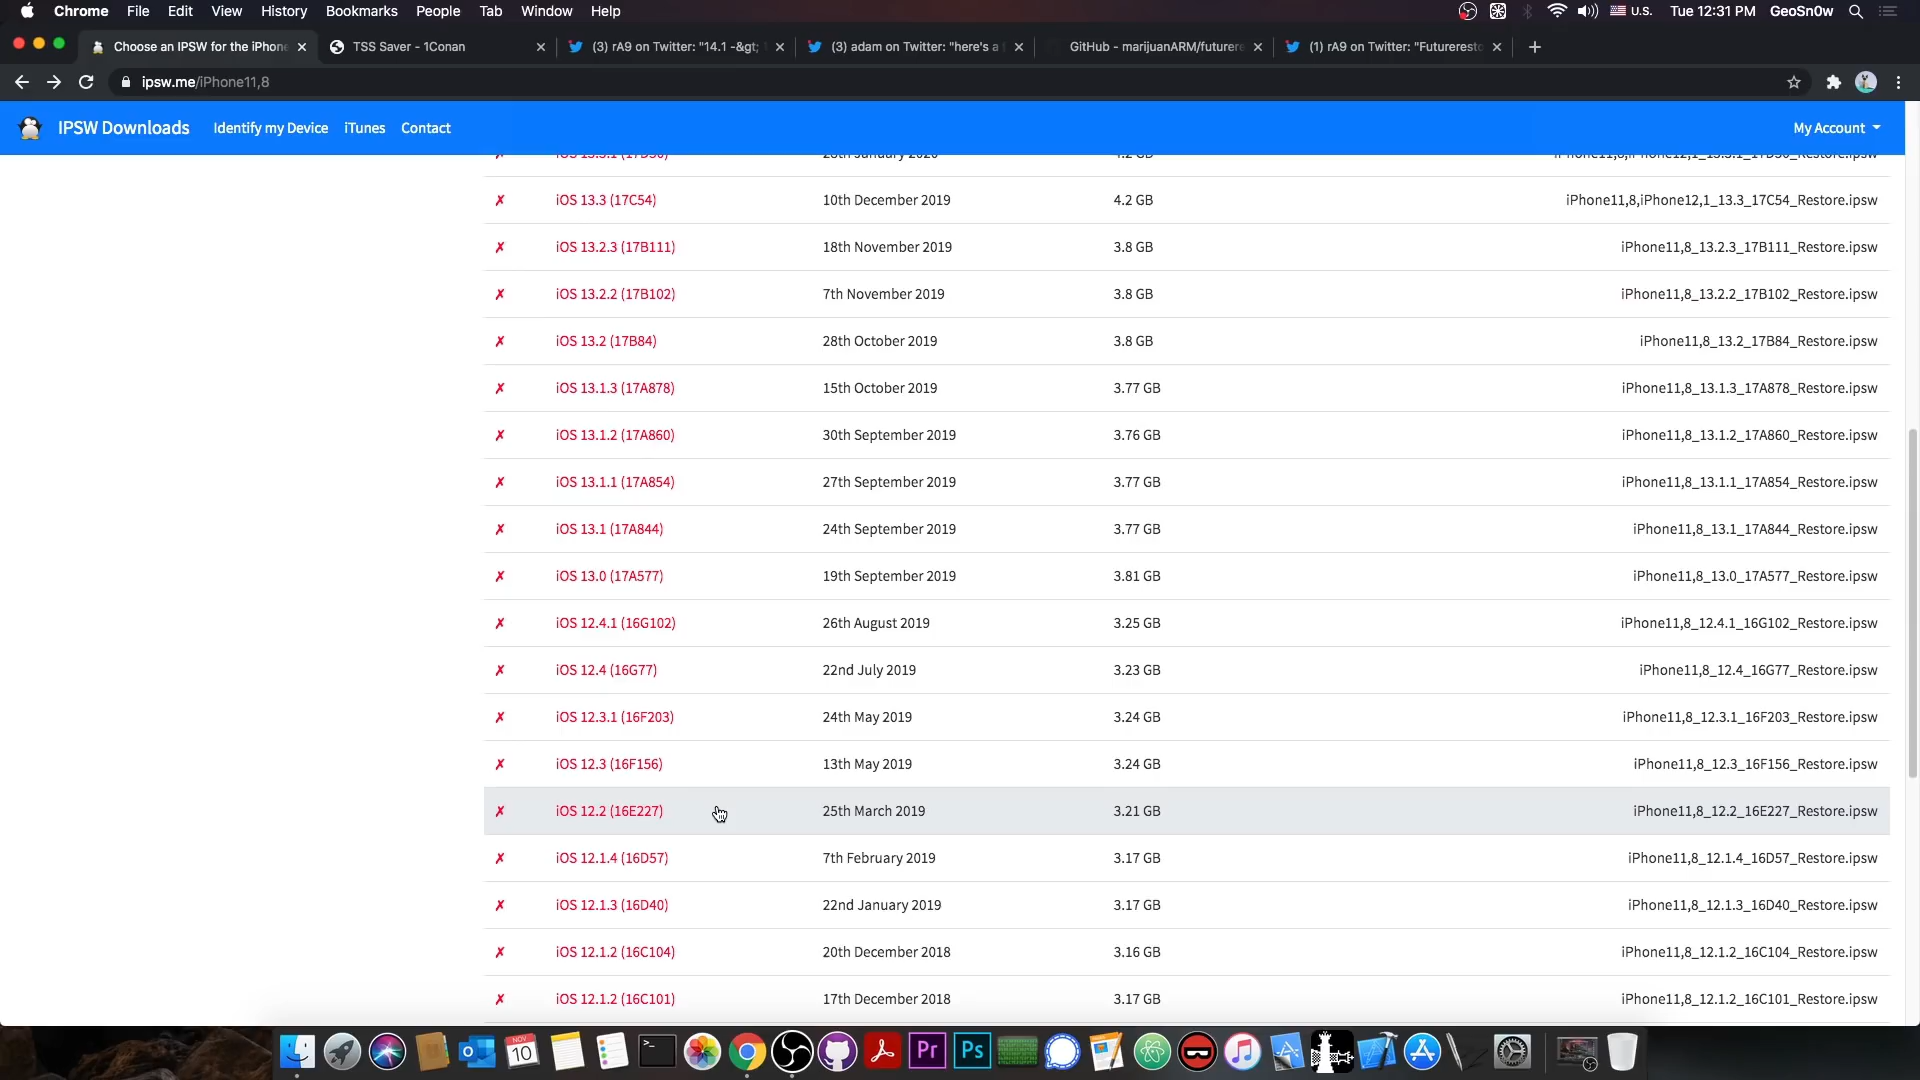 Chrome File Edit View History Bookmarks People Tab Window Help U.S. Tue 12:31 PM GeoSn0w
Choose an IPSW for the iPhone TSS Saver - 1Conan (3) rA9 on Twitter: "14.1 -&gt; (3) adam on Twitter: "here's a GitHub - marijuanARM/futurere (1) rA9 on Twitter: "Futurerest
ipsw.me/iPhone11,8
IPSW Downloads Identify my Device iTunes Contact My Account
✗ iOS 13.3 (17C54) 10th December 2019 4.2 GB iPhone11,8,iPhone12,1_13.3_17C54_Restore.ipsw
✗ iOS 13.2.3 (17B111) 18th November 2019 3.8 GB iPhone11,8_13.2.3_17B111_Restore.ipsw
✗ iOS 13.2.2 (17B102) 7th November 2019 3.8 GB iPhone11,8_13.2.2_17B102_Restore.ipsw
✗ iOS 13.2 (17B84) 28th October 2019 3.8 GB iPhone11,8_13.2_17B84_Restore.ipsw
✗ iOS 13.1.3 (17A878) 15th October 2019 3.77 GB iPhone11,8_13.1.3_17A878_Restore.ipsw
✗ iOS 13.1.2 (17A860) 30th September 2019 3.76 GB iPhone11,8_13.1.2_17A860_Restore.ipsw
✗ iOS 13.1.1 (17A854) 27th September 2019 3.77 GB iPhone11,8_13.1.1_17A854_Restore.ipsw
✗ iOS 13.1 (17A844) 24th September 2019 3.77 GB iPhone11,8_13.1_17A844_Restore.ipsw
✗ iOS 13.0 (17A577) 19th September 2019 3.81 GB iPhone11,8_13.0_17A577_Restore.ipsw
✗ iOS 12.4.1 (16G102) 26th August 2019 3.25 GB iPhone11,8_12.4.1_16G102_Restore.ipsw
✗ iOS 12.4 (16G77) 22nd July 2019 3.23 GB iPhone11,8_12.4_16G77_Restore.ipsw
✗ iOS 12.3.1 (16F203) 24th May 2019 3.24 GB iPhone11,8_12.3.1_16F203_Restore.ipsw
✗ iOS 12.3 (16F156) 13th May 2019 3.24 GB iPhone11,8_12.3_16F156_Restore.ipsw
✗ iOS 12.2 (16E227) 25th March 2019 3.21 GB iPhone11,8_12.2_16E227_Restore.ipsw
✗ iOS 12.1.4 (16D57) 7th February 2019 3.17 GB iPhone11,8_12.1.4_16D57_Restore.ipsw
✗ iOS 12.1.3 (16D40) 22nd January 2019 3.17 GB iPhone11,8_12.1.3_16D40_Restore.ipsw
✗ iOS 12.1.2 (16C104) 20th December 2018 3.16 GB iPhone11,8_12.1.2_16C104_Restore.ipsw
✗ iOS 12.1.2 (16C101) 17th December 2018 3.17 GB iPhone11,8_12.1.2_16C101_Restore.ipsw
NOV
10 Pr Ps